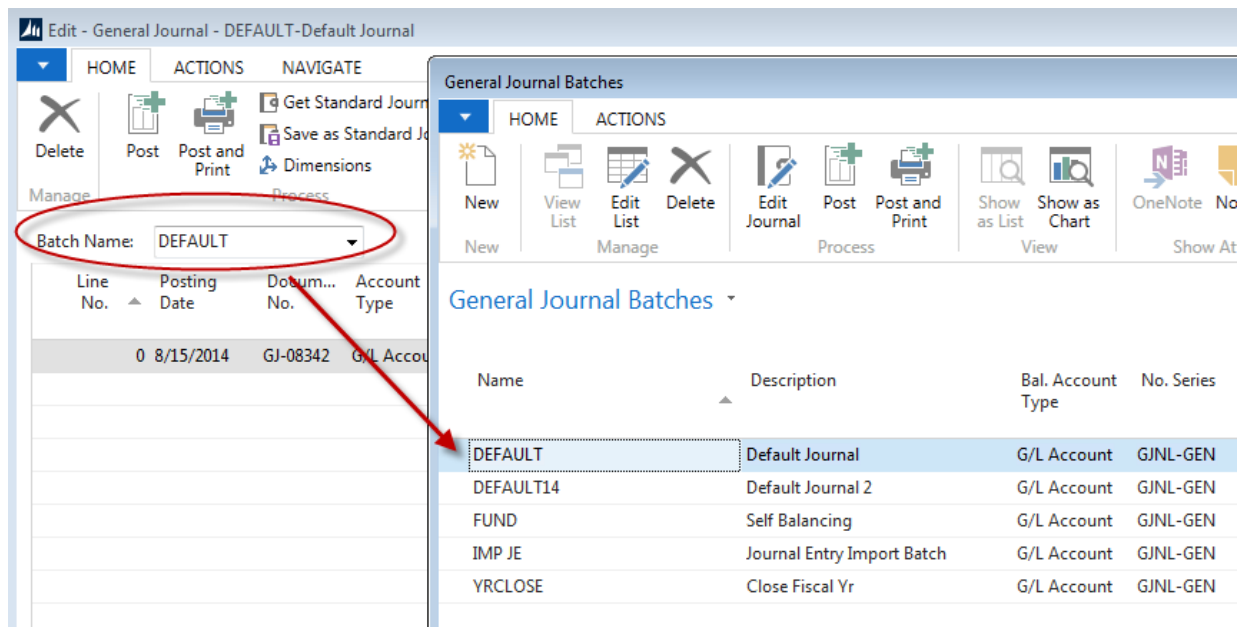 Edit - General Journal - DEFAULT-Default Journal
HOME ACTIONS NAVIGATE
Delete
Post
Post and
Print
Get Standard Journ
Save as Standard Jo
Dimensions
Manage
Process
Batch Name: DEFAULT
Line
No.
Posting
Date
Docum...
No.
Account
Type
0 8/15/2014 GJ-08342 G/L Accou
General Journal Batches
HOME ACTIONS
New
View
List
Edit
List
Delete
Edit
Journal
Post
Post and
Print
Show
as List
Show as
Chart
OneNote
No
New
Manage
Process
View
Show At
General Journal Batches
Name
Description
Bal. Account
Type
No. Series
DEFAULT Default Journal G/L Account GJNL-GEN
DEFAULT14 Default Journal 2 G/L Account GJNL-GEN
FUND Self Balancing G/L Account GJNL-GEN
IMP JE Journal Entry Import Batch G/L Account GJNL-GEN
YRCLOSE Close Fiscal Yr G/L Account GJNL-GEN